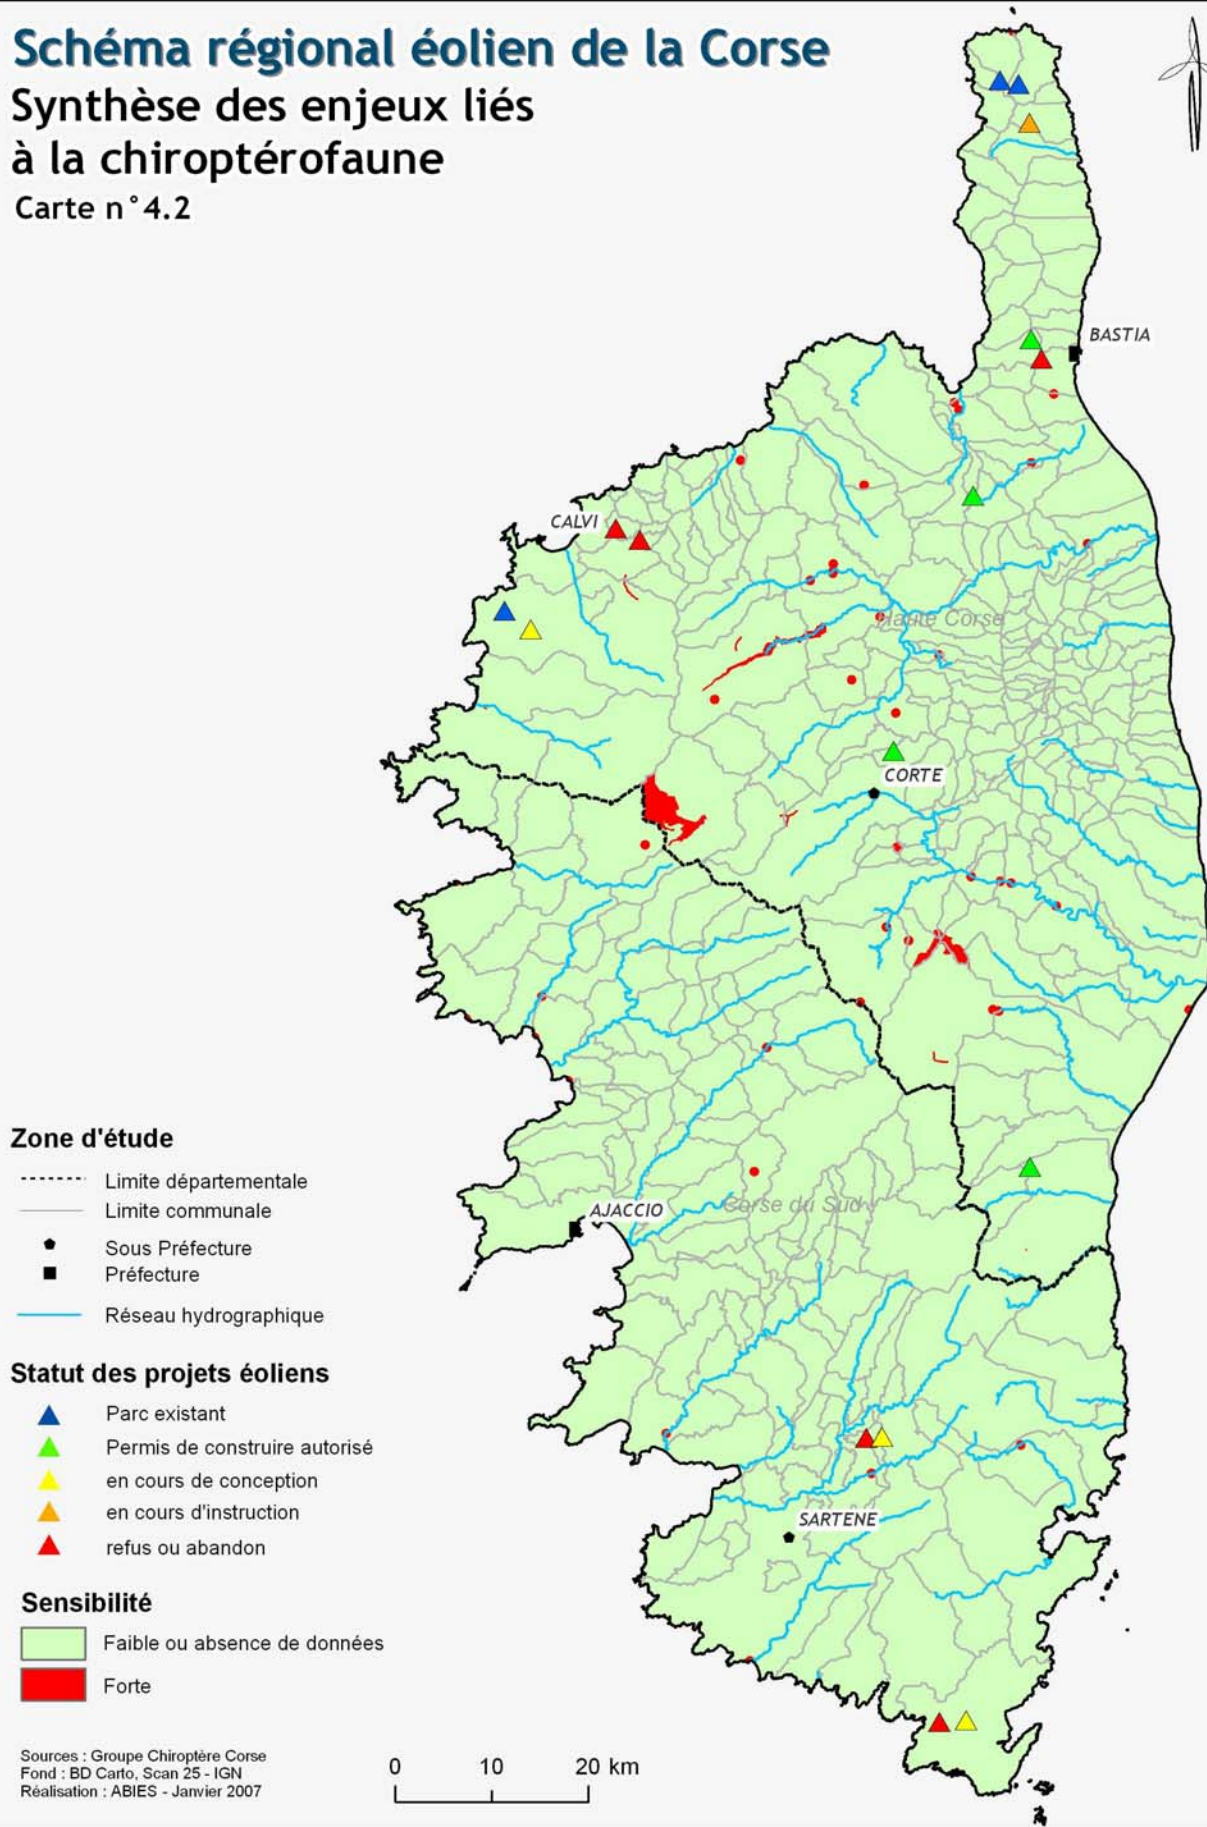 Schéma régional éolien de la Corse
Synthèse des enjeux liés
à la chiroptérofaune
Carte n°4.2
BASTIA
CALVI
Haute Corse
CORTE
AJACCIO
Corse du Sud
SARTENE
Zone d'étude
Limite départementale
Limite communale
Sous Préfecture
Préfecture
Réseau hydrographique
Statut des projets éoliens
Parc existant
Permis de construire autorisé
en cours de conception
en cours d'instruction
refus ou abandon
Sensibilité
Faible ou absence de données
Forte
Sources : Groupe Chiroptère Corse
Fond : BD Carto, Scan 25 - IGN
Réalisation : ABIES - Janvier 2007
0 10 20 km